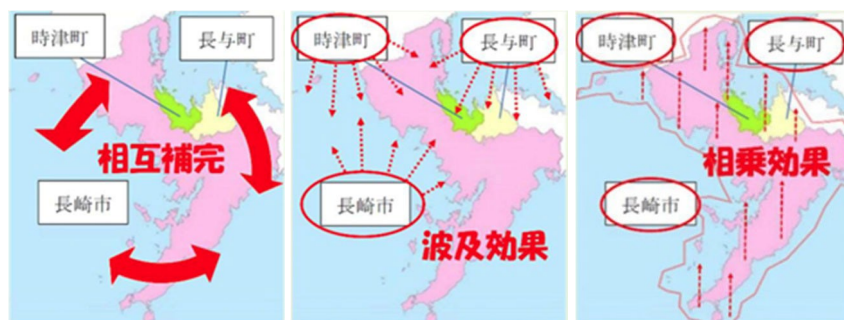 時津町
長与町
相互補完
長崎市
時津町
長与町
長崎市
波及効果
時津町
長与町
相乗効果
長崎市